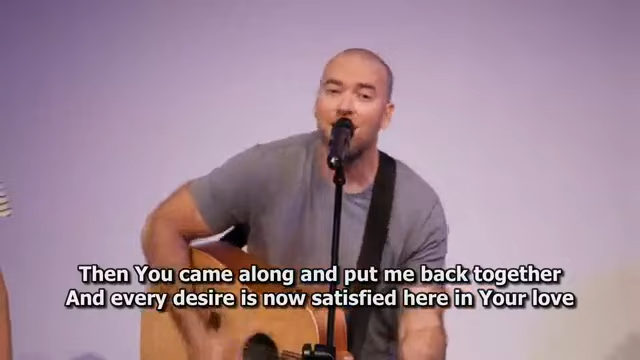 Then You came along and put me back together
And every desire is now satisfied here in Your love